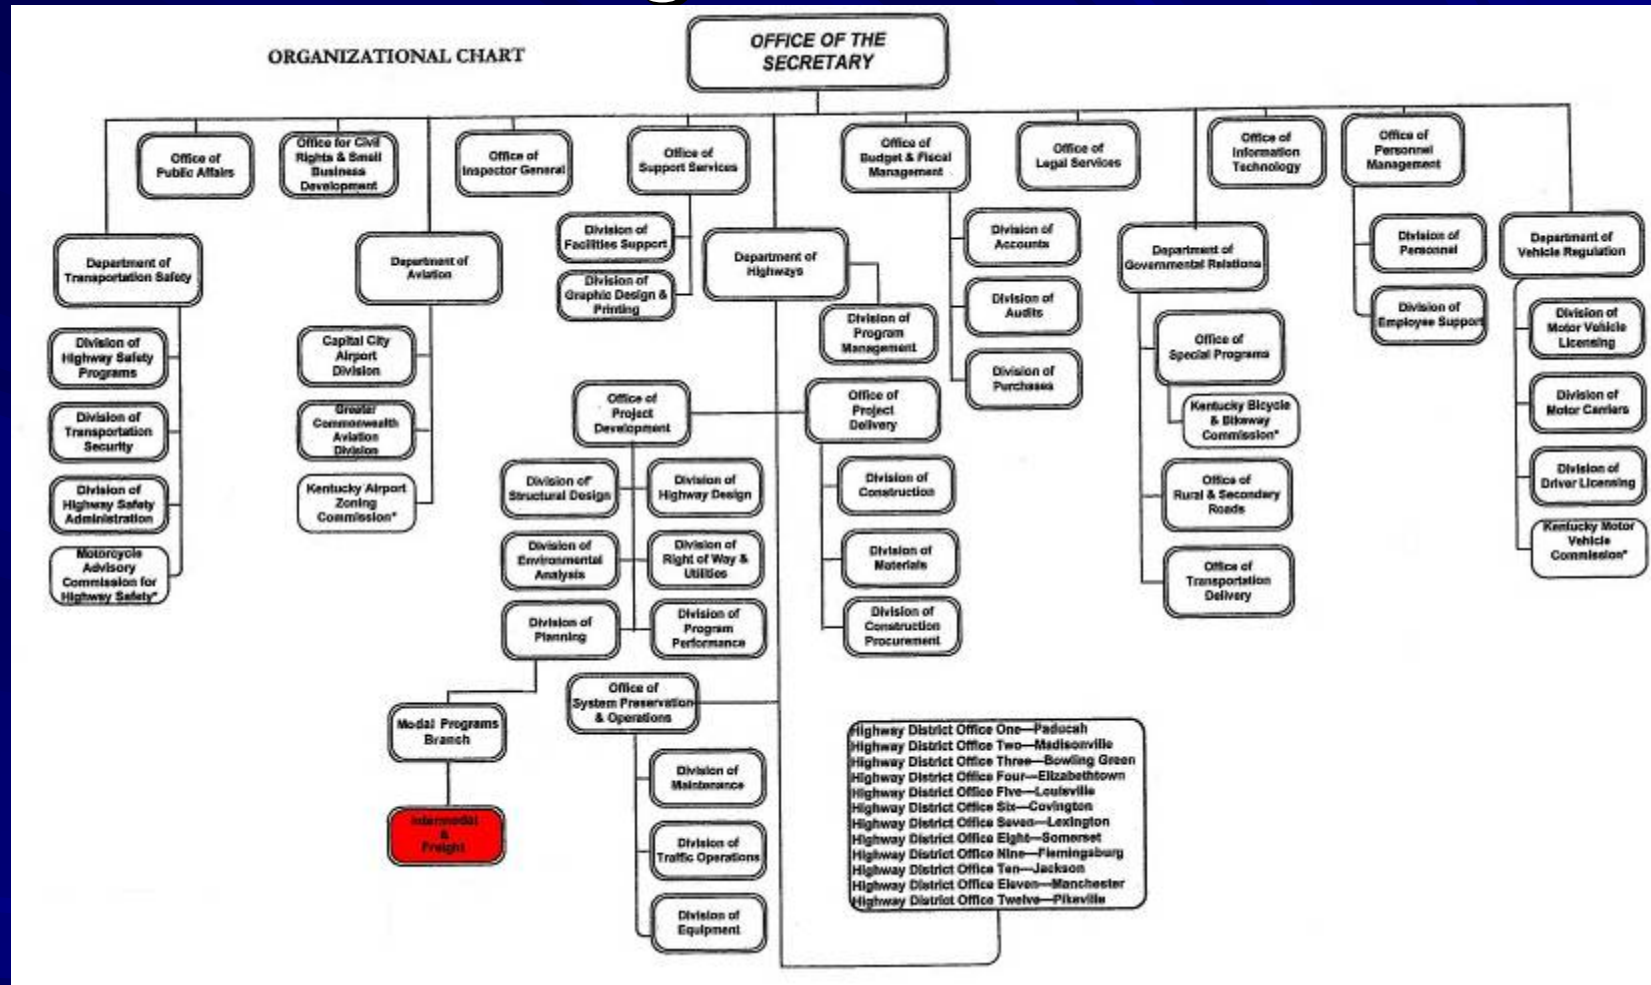 ORGANIZATIONAL CHART
OFFICE OF THE
SECRETARY
Office of
Public Affairs
Office for Civil
Rights & Small
Business
Development
Office of
Inspector General
Office of
Support Services
Office of
Budget & Fiscal
Management
Office of
Legal Services
Office of
Information
Technology
Office of
Personnel
Management
Department of
Transportation Safety
Department of
Aviation
Division of
Facilities Support
Division of
Graphic Design &
Printing
Department of
Highways
Division of
Program
Management
Division of
Accounts
Division of
Audits
Division of
Purchases
Department of
Governmental Relations
Division of
Personnel
Division of
Employee Support
Department of
Vehicle Regulation
Division of
Highway Safety
Programs
Division of
Transportation
Security
Division of
Highway Safety
Administration
Motorcycle
Advisory
Commission for
Highway Safety*
Capital City
Airport
Division
Greater
Commonwealth
Aviation
Division
Kentucky Airport
Zoning
Commission*
Office of
Project
Development
Office of
Project
Delivery
Division of
Structural Design
Division of
Highway Design
Division of
Environmental
Analysis
Division of
Right of Way &
Utilities
Division of
Planning
Division of
Program
Performance
Division of
Construction
Division of
Materials
Division of
Construction
Procurement
Office of
Special Programs
Kentucky Bicycle
& Bikeway
Commission*
Office of
Rural & Secondary
Roads
Office of
Transportation
Delivery
Division of
Motor Vehicle
Licensing
Division of
Motor Carriers
Division of
Driver Licensing
Kentucky Motor
Vehicle
Commission*
Modal Programs
Branch
Intermodal
&
Freight
Office of
System Preservation
& Operations
Division of
Maintenance
Division of
Traffic Operations
Division of
Equipment
Highway District Office One—Paducah
Highway District Office Two—Madisonville
Highway District Office Three—Bowling Green
Highway District Office Four—Elizabethtown
Highway District Office Five—Louisville
Highway District Office Six—Covington
Highway District Office Seven—Lexington
Highway District Office Eight—Somerset
Highway District Office Nine—Flemingsburg
Highway District Office Ten—Jackson
Highway District Office Eleven—Manchester
Highway District Office Twelve—Pikeville